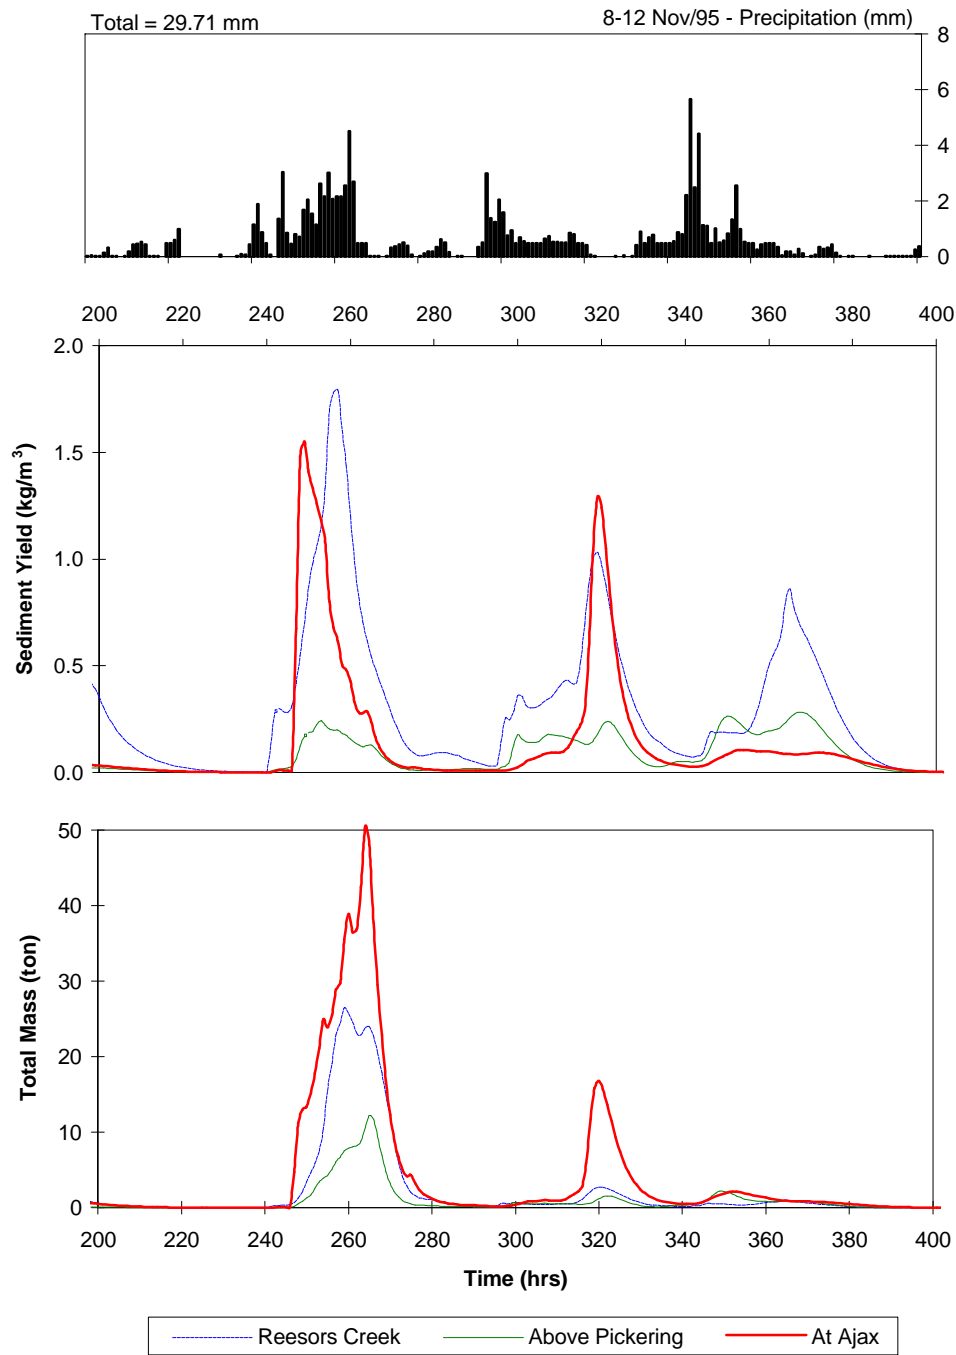 Total = 29.71 mm
8-12 Nov/95 - Precipitation (mm)
8
6
4
2
0
200 220 240 260 280 300 320 340 360 380 400
2.0
1.5
1.0
0.5
0.0
Sediment Yield (kg/m³)
50
40
30
20
10
0
Total Mass (ton)
200 220 240 260 280 300 320 340 360 380 400
Time (hrs)
Reesors Creek Above Pickering At Ajax